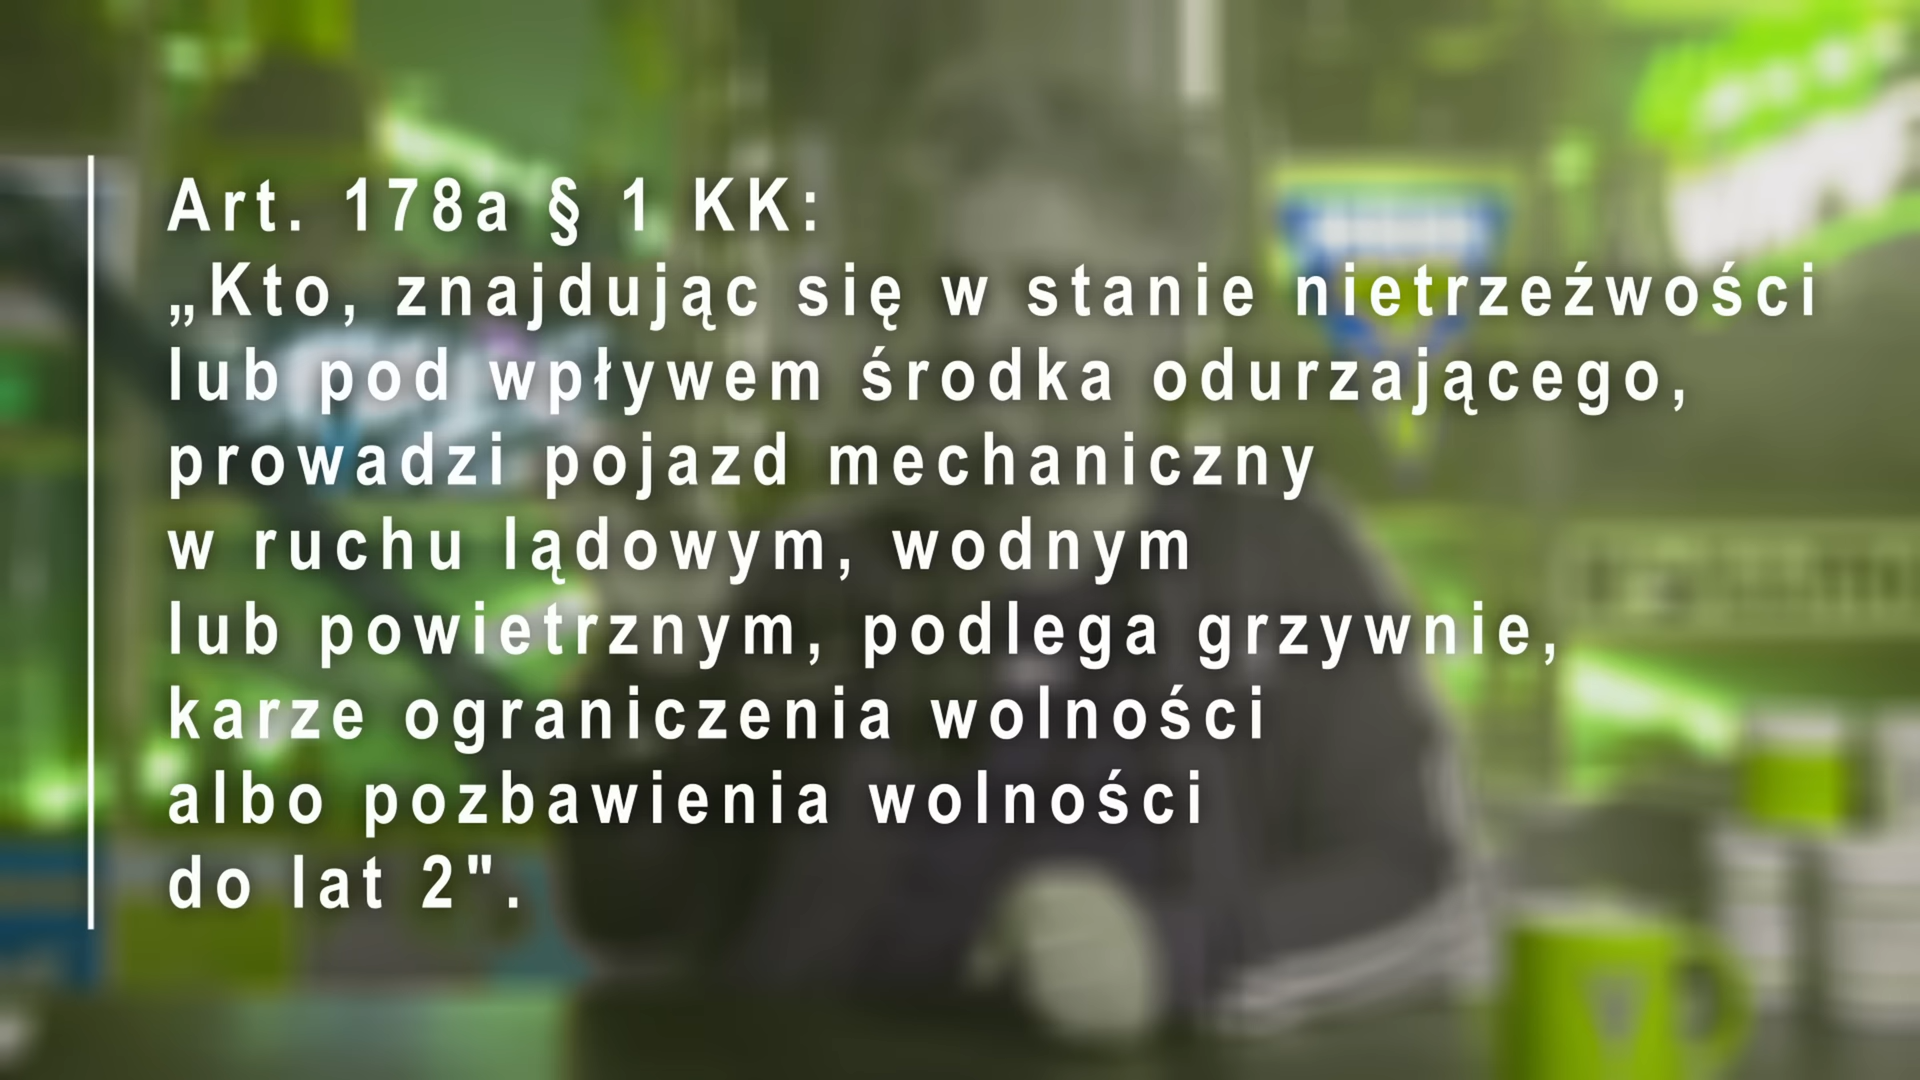 Art. 178a § 1 KK:
„Kto, znajdując się w stanie nietrzeźwości
lub pod wpływem środka odurzającego,
prowadzi pojazd mechaniczny
w ruchu lądowym, wodnym
lub powietrznym, podlega grzywnie,
karze ograniczenia wolności
albo pozbawienia wolności
do lat 2".